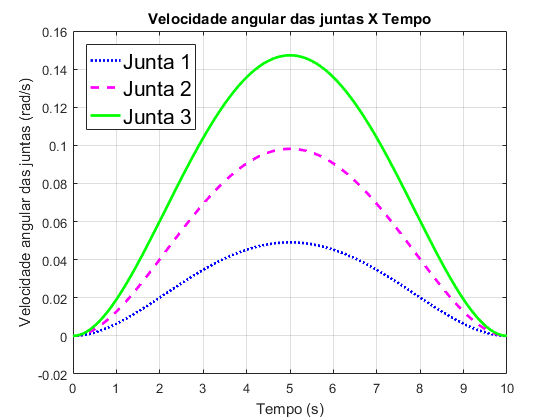 Velocidade angular das juntas X Tempo
Junta 1
Junta 2
Junta 3
Velocidade angular das juntas (rad/s)
0.16
0.14
0.12
0.1
0.08
0.06
0.04
0.02
0
-0.02
0 1 2 3 4 5 6 7 8 9 10
Tempo (s)